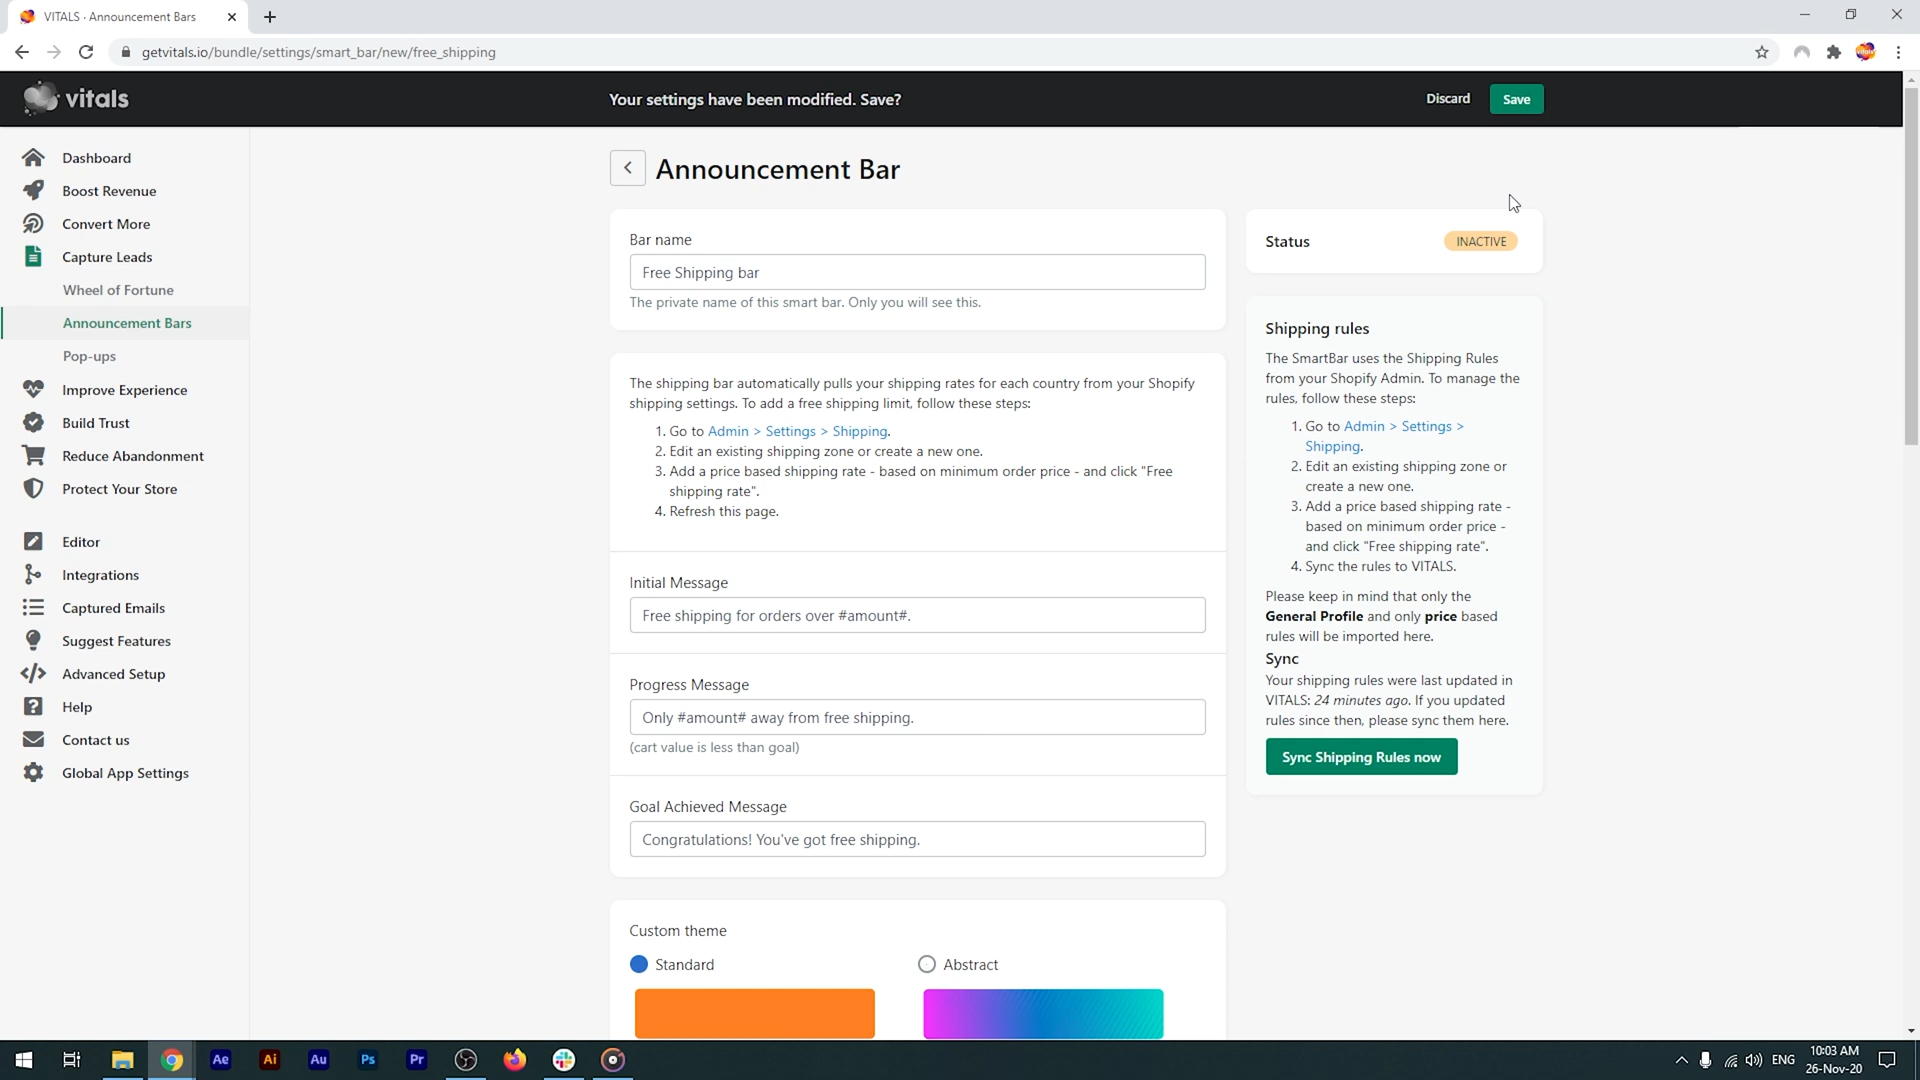 VITALS · Announcement Bars
getvitals.io/bundle/settings/smart_bar/new/free_shipping
vitals
Your settings have been modified. Save?
Discard
Save
Dashboard
Boost Revenue
Convert More
Capture Leads
Wheel of Fortune
Announcement Bars
Pop-ups
Improve Experience
Build Trust
Reduce Abandonment
Protect Your Store
Editor
Integrations
Captured Emails
Suggest Features
Advanced Setup
Help
Contact us
Global App Settings
Announcement Bar
Bar name
Free Shipping bar
The private name of this smart bar. Only you will see this.
The shipping bar automatically pulls your shipping rates for each country from your Shopify
shipping settings. To add a free shipping limit, follow these steps:
1. Go to Admin > Settings > Shipping.
2. Edit an existing shipping zone or create a new one.
3. Add a price based shipping rate - based on minimum order price - and click "Free
shipping rate".
4. Refresh this page.
Initial Message
Free shipping for orders over #amount#.
Progress Message
Only #amount# away from free shipping.
(cart value is less than goal)
Goal Achieved Message
Congratulations! You've got free shipping.
Custom theme
Standard
Abstract
Status
INACTIVE
Shipping rules
The SmartBar uses the Shipping Rules
from your Shopify Admin. To manage the
rules, follow these steps:
1. Go to Admin > Settings >
Shipping.
2. Edit an existing shipping zone or
create a new one.
3. Add a price based shipping rate -
based on minimum order price -
and click "Free shipping rate".
4. Sync the rules to VITALS.
Please keep in mind that only the
General Profile and only price based
rules will be imported here.
Sync
Your shipping rules were last updated in
VITALS: 24 minutes ago. If you updated
rules since then, please sync them here.
Sync Shipping Rules now
Ae
Ai
Au
Ps
Pr
ENG
10:03 AM
26-Nov-20